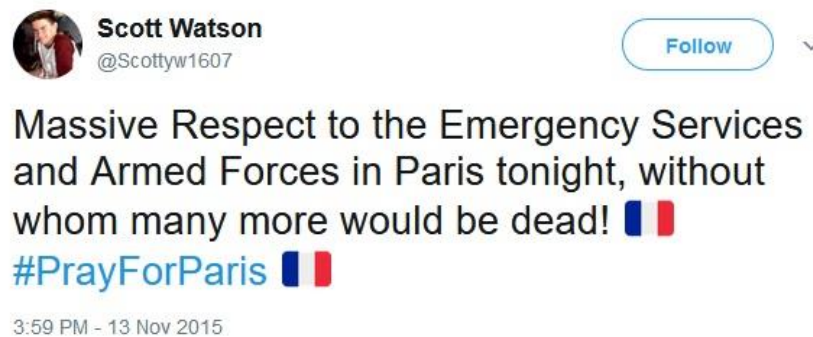 Scott Watson
@Scottyw1607
Follow
Massive Respect to the Emergency Services
and Armed Forces in Paris tonight, without
whom many more would be dead! 🇫🇷
#PrayForParis 🇫🇷
3:59 PM - 13 Nov 2015